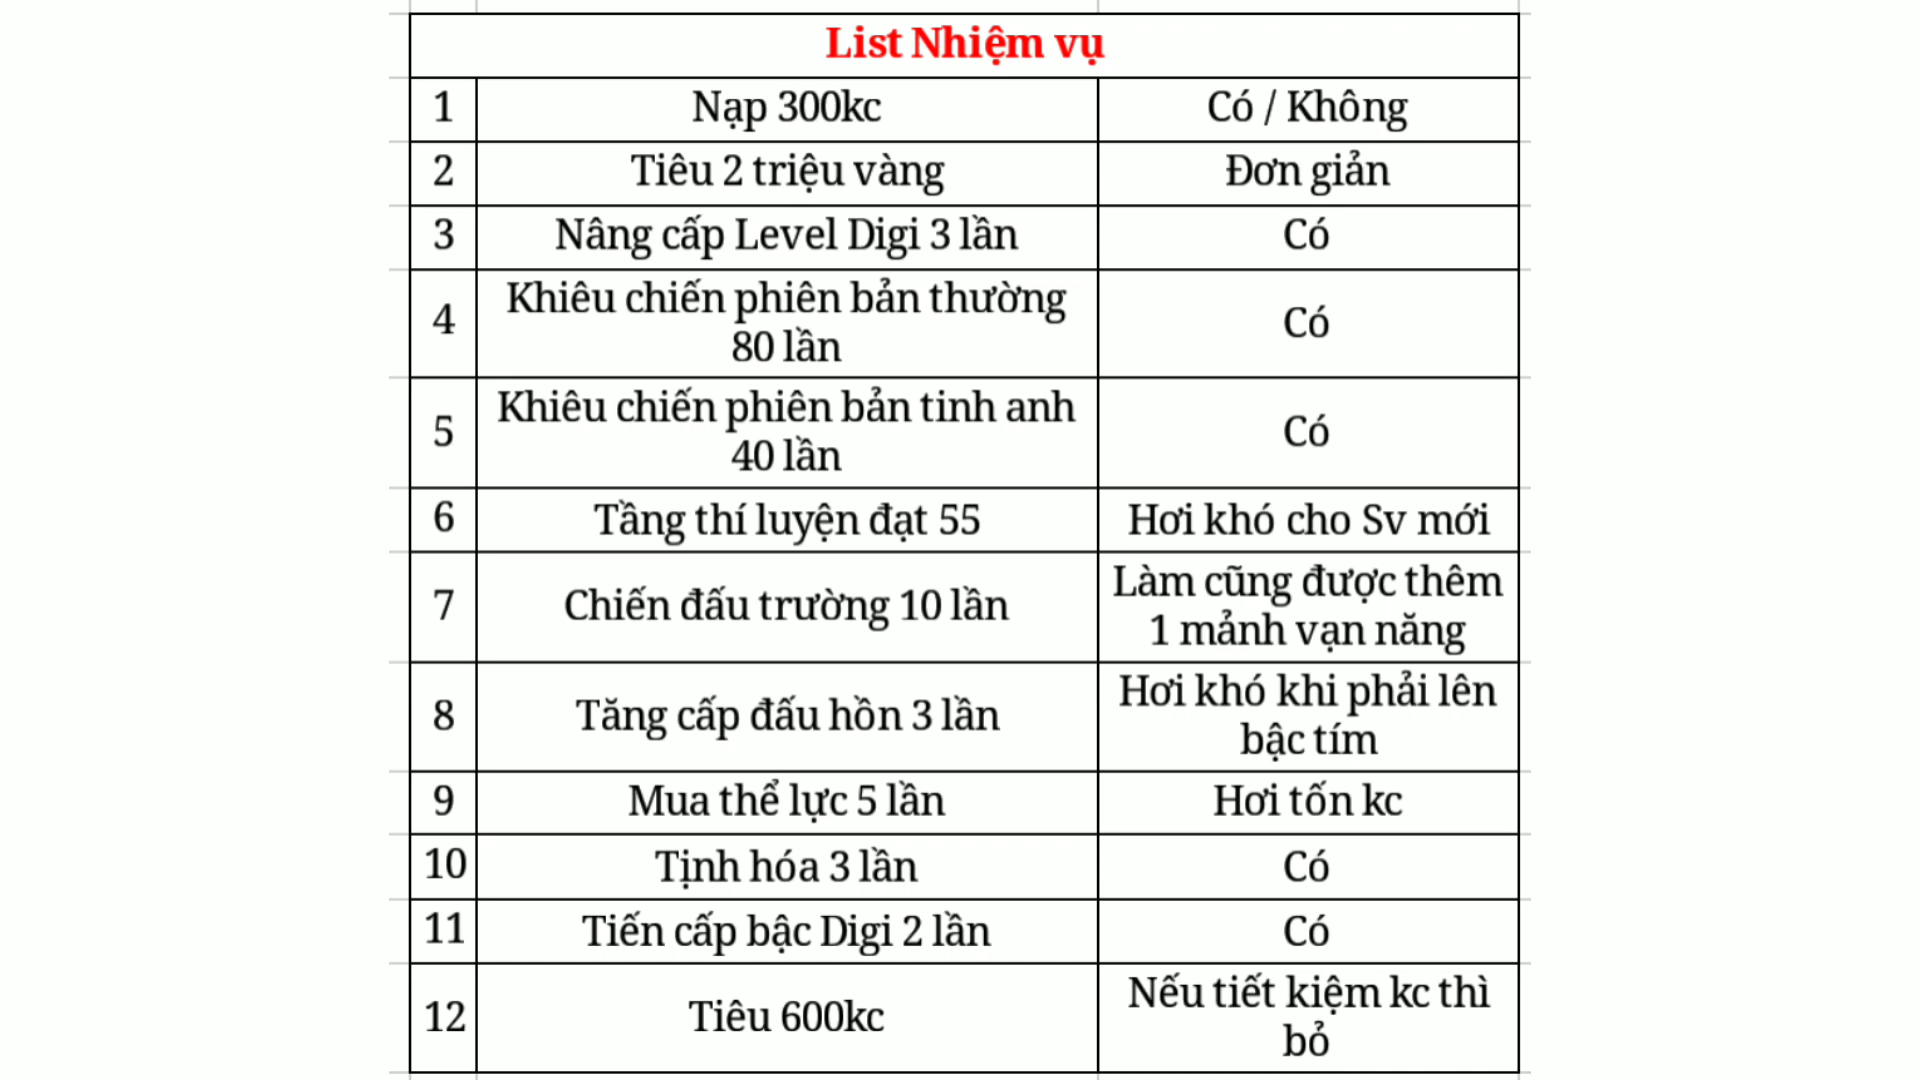 List Nhiệm vụ
1 Nạp 300kc Có / Không
2 Tiêu 2 triệu vàng Đơn giản
3 Nâng cấp Level Digi 3 lần Có
4 Khiêu chiến phiên bản thường
80 lần Có
5 Khiêu chiến phiên bản tinh anh
40 lần Có
6 Tầng thí luyện đạt 55 Hơi khó cho Sv mới
7 Chiến đấu trường 10 lần Làm cũng được thêm
1 mảnh vạn năng
8 Tăng cấp đấu hồn 3 lần Hơi khó khi phải lên
bậc tím
9 Mua thể lực 5 lần Hơi tốn kc
10 Tịnh hóa 3 lần Có
11 Tiến cấp bậc Digi 2 lần Có
12 Tiêu 600kc Nếu tiết kiệm kc thì
bỏ